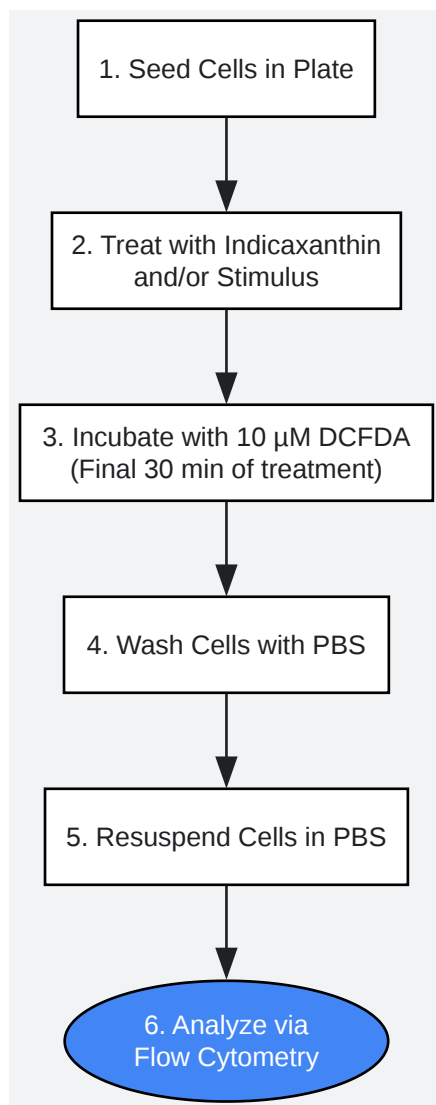 1. Seed Cells in Plate
2. Treat with Indicaxanthin
and/or Stimulus
3. Incubate with 10 µM DCFDA
(Final 30 min of treatment)
4. Wash Cells with PBS
5. Resuspend Cells in PBS
6. Analyze via
Flow Cytometry